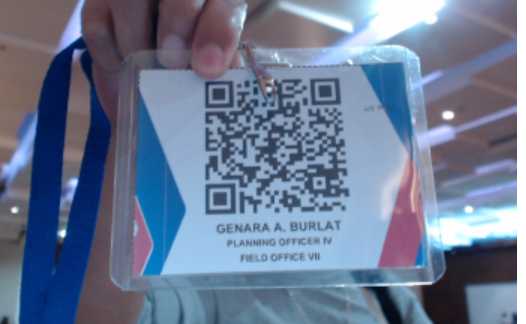 GENARA A. BURLAT
PLANNING OFFICER IV
FIELD OFFICE VII